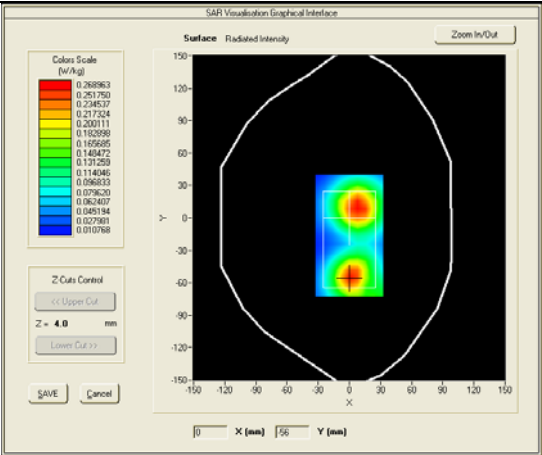 SAR Visualisation Graphical Interface
Surface Radiated Intensity
Zoom In/Out
Colors Scale
(W/kg)
0.268963
0.251750
0.234537
0.217324
0.200111
0.182898
0.165685
0.148472
0.131259
0.114046
0.096833
0.079620
0.062407
0.045194
0.027981
0.010768
Z-Cuts Control
<< Upper Cut
Z = 4.0 mm
Lower Cut >>
SAVE Cancel
150-
120-
90-
60-
30-
0-
-30-
-60-
-90-
-120-
-150-
Y
-150 -120 -90 -60 -30 0 30 60 90 120 150
X
0 X (mm) -56 Y (mm)